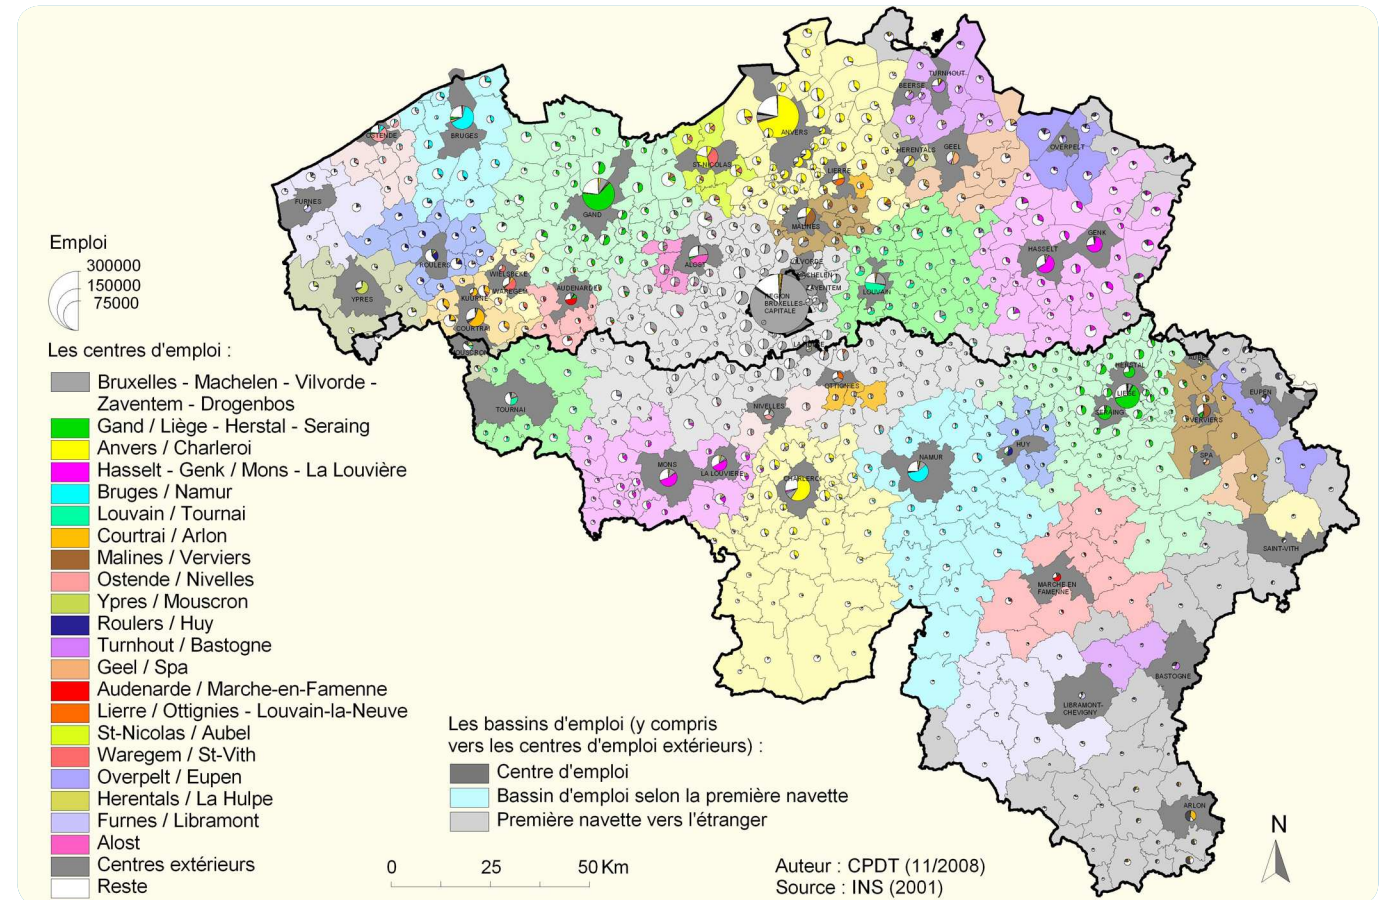 Emploi
300000
150000
75000
Les centres d'emploi :
Bruxelles - Machelen - Vilvorde -
Zaventem - Drogenbos
Gand / Liège - Herstal - Seraing
Anvers / Charleroi
Hasselt - Genk / Mons - La Louvière
Bruges / Namur
Louvain / Tournai
Courtrai / Arlon
Malines / Verviers
Ostende / Nivelles
Ypres / Mouscron
Roulers / Huy
Turnhout / Bastogne
Geel / Spa
Audenarde / Marche-en-Famenne
Lierre / Ottignies - Louvain-la-Neuve
St-Nicolas / Aubel
Waregem / St-Vith
Overpelt / Eupen
Herentals / La Hulpe
Furnes / Libramont
Alost
Centres extérieurs
Reste
TURNHOUT
BEERSE
OSTENDE
BRUGES
ANVERS
ST-NICOLAS
LIERRE
HERENTALS
GEEL
OVERPELT
FURNES
GAND
MALINES
ROULERS
ALOST
VILVORDE
MACHELEN
ZAVENTEM
LOUVAIN
HASSELT
GENK
YPRES
WIELSBEKE
WAREGEM
AUDENARDE
KUURNE
COURTRAI
REGION
BRUXELLES-
CAPITALE
MOUSCRON
TOURNAI
OTTIGNIES
NIVELLES
AUBEL
HERSTAL
LIEGE
SERAING
VERVIERS
EUPEN
SPA
HUY
MONS
LA LOUVIERE
CHARLEROI
NAMUR
SAINT-VITH
MARCHE-EN
FAMENNE
BASTOGNE
LIBRAMONT-
CHEVIGNY
ARLON
Les bassins d'emploi (y compris
vers les centres d'emploi extérieurs) :
Centre d'emploi
Bassin d'emploi selon la première navette
Première navette vers l'étranger
0 25 50 Km
Auteur : CPDT (11/2008)
Source : INS (2001)
N